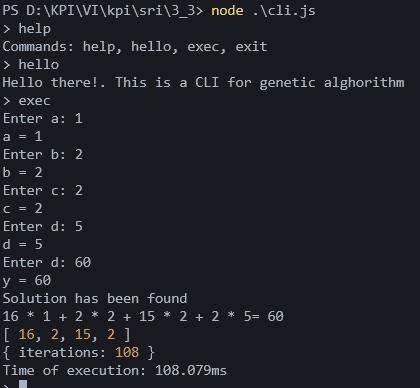 PS D:\KPI\VI\kpi\sri\3_3> node .\cli.js
> help
Commands: help, hello, exec, exit
> hello
Hello there!. This is a CLI for genetic alghorithm
> exec
Enter a: 1
a = 1
Enter b: 2
b = 2
Enter c: 2
c = 2
Enter d: 5
d = 5
Enter d: 60
y = 60
Solution has been found
16 * 1 + 2 * 2 + 15 * 2 + 2 * 5= 60
[ 16, 2, 15, 2 ]
{ iterations: 108 }
Time of execution: 108.079ms
>